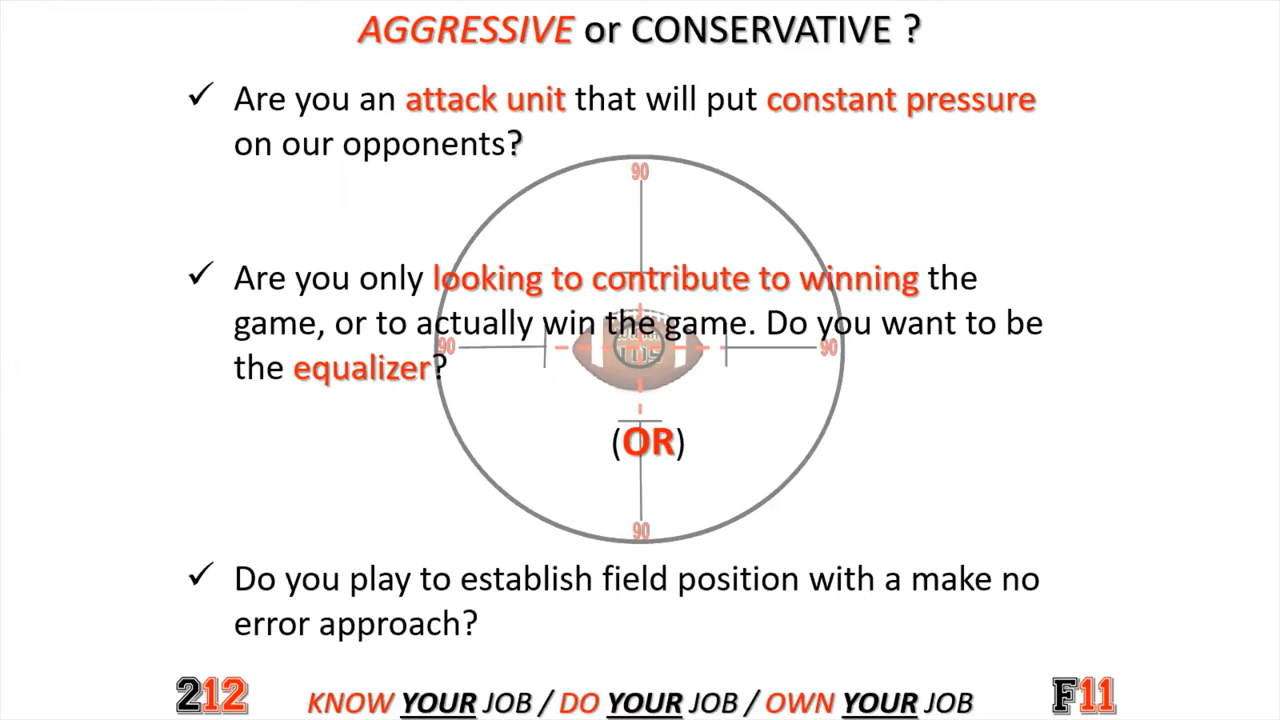 AGGRESSIVE or CONSERVATIVE ?
✓ Are you an attack unit that will put constant pressure
on our opponents?
90
✓ Are you only looking to contribute to winning the
game, or to actually win the game. Do you want to be
90 90
the equalizer?
(OR)
90
✓ Do you play to establish field position with a make no
error approach?
212 KNOW YOUR JOB / DO YOUR JOB / OWN YOUR JOB F11